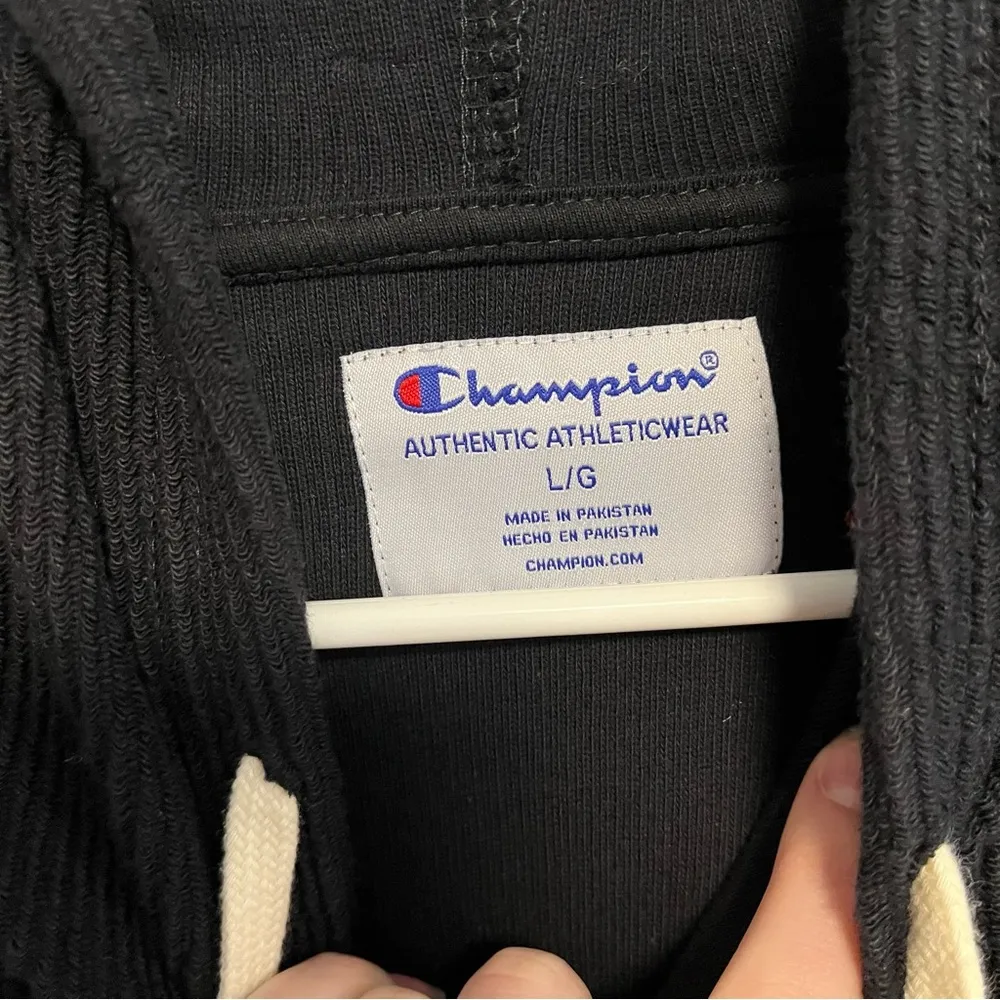 Champion®
AUTHENTIC ATHLETICWEAR
L/G
MADE IN PAKISTAN
HECHO EN PAKISTAN
CHAMPION.COM